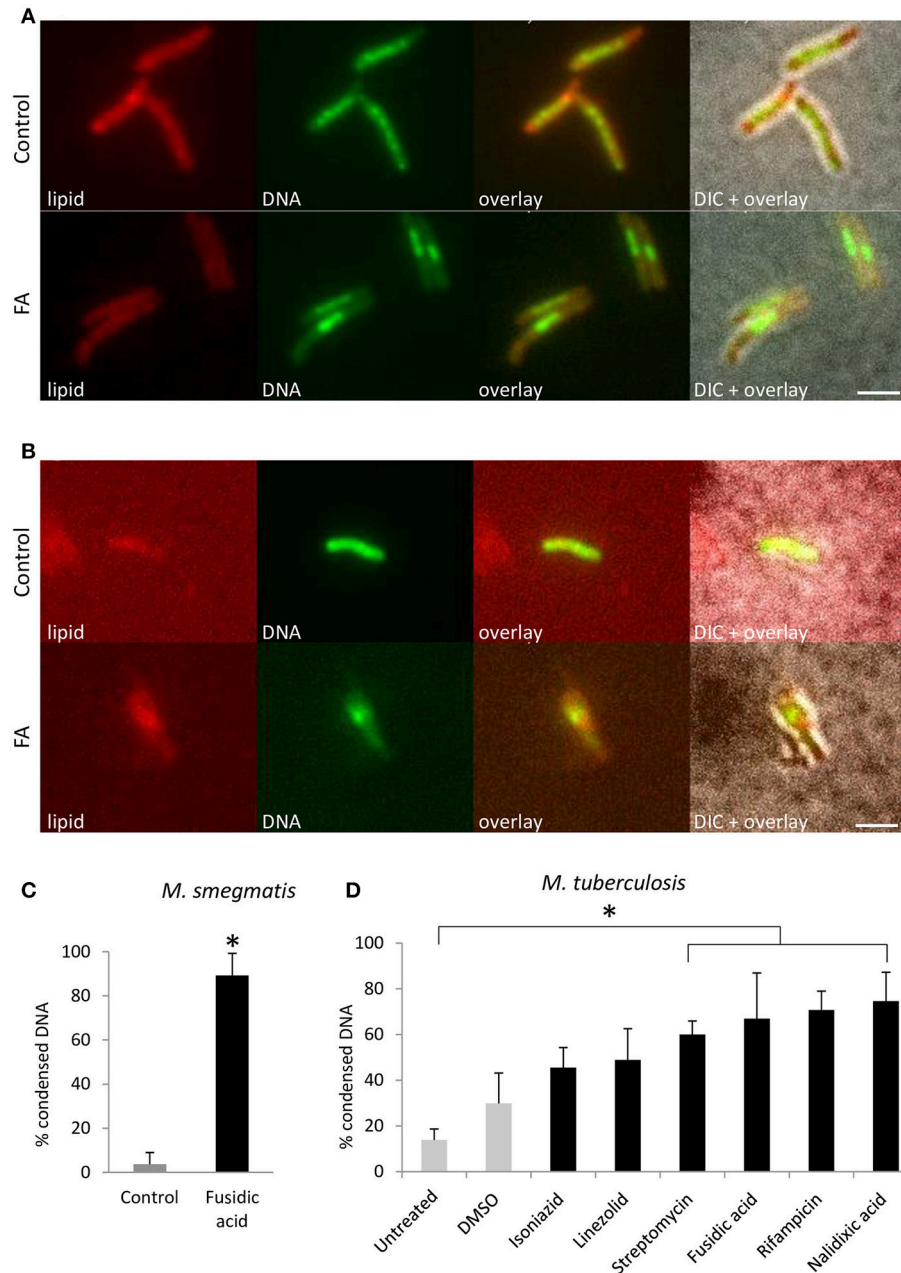 A
Control
lipid
DNA
overlay
DIC + overlay
FA
lipid
DNA
overlay
DIC + overlay
B
Control
lipid
DNA
overlay
DIC + overlay
FA
lipid
DNA
overlay
DIC + overlay
C
M. smegmatis
*
% condensed DNA
100
80
60
40
20
0
Control
Fusidic acid
D
M. tuberculosis
*
% condensed DNA
100
80
60
40
20
0
Untreated
DMSO
Isoniazid
Linezolid
Streptomycin
Fusidic acid
Rifampicin
Nalidixic acid